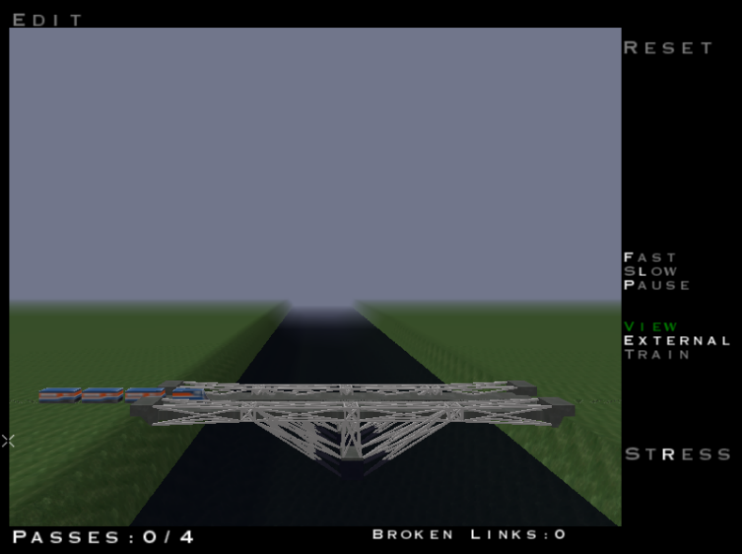 EDIT
RESET
FAST
SLOW
PAUSE
VIEW
EXTERNAL
TRAIN
STRESS
PASSES:0/4
BROKEN LINKS:0